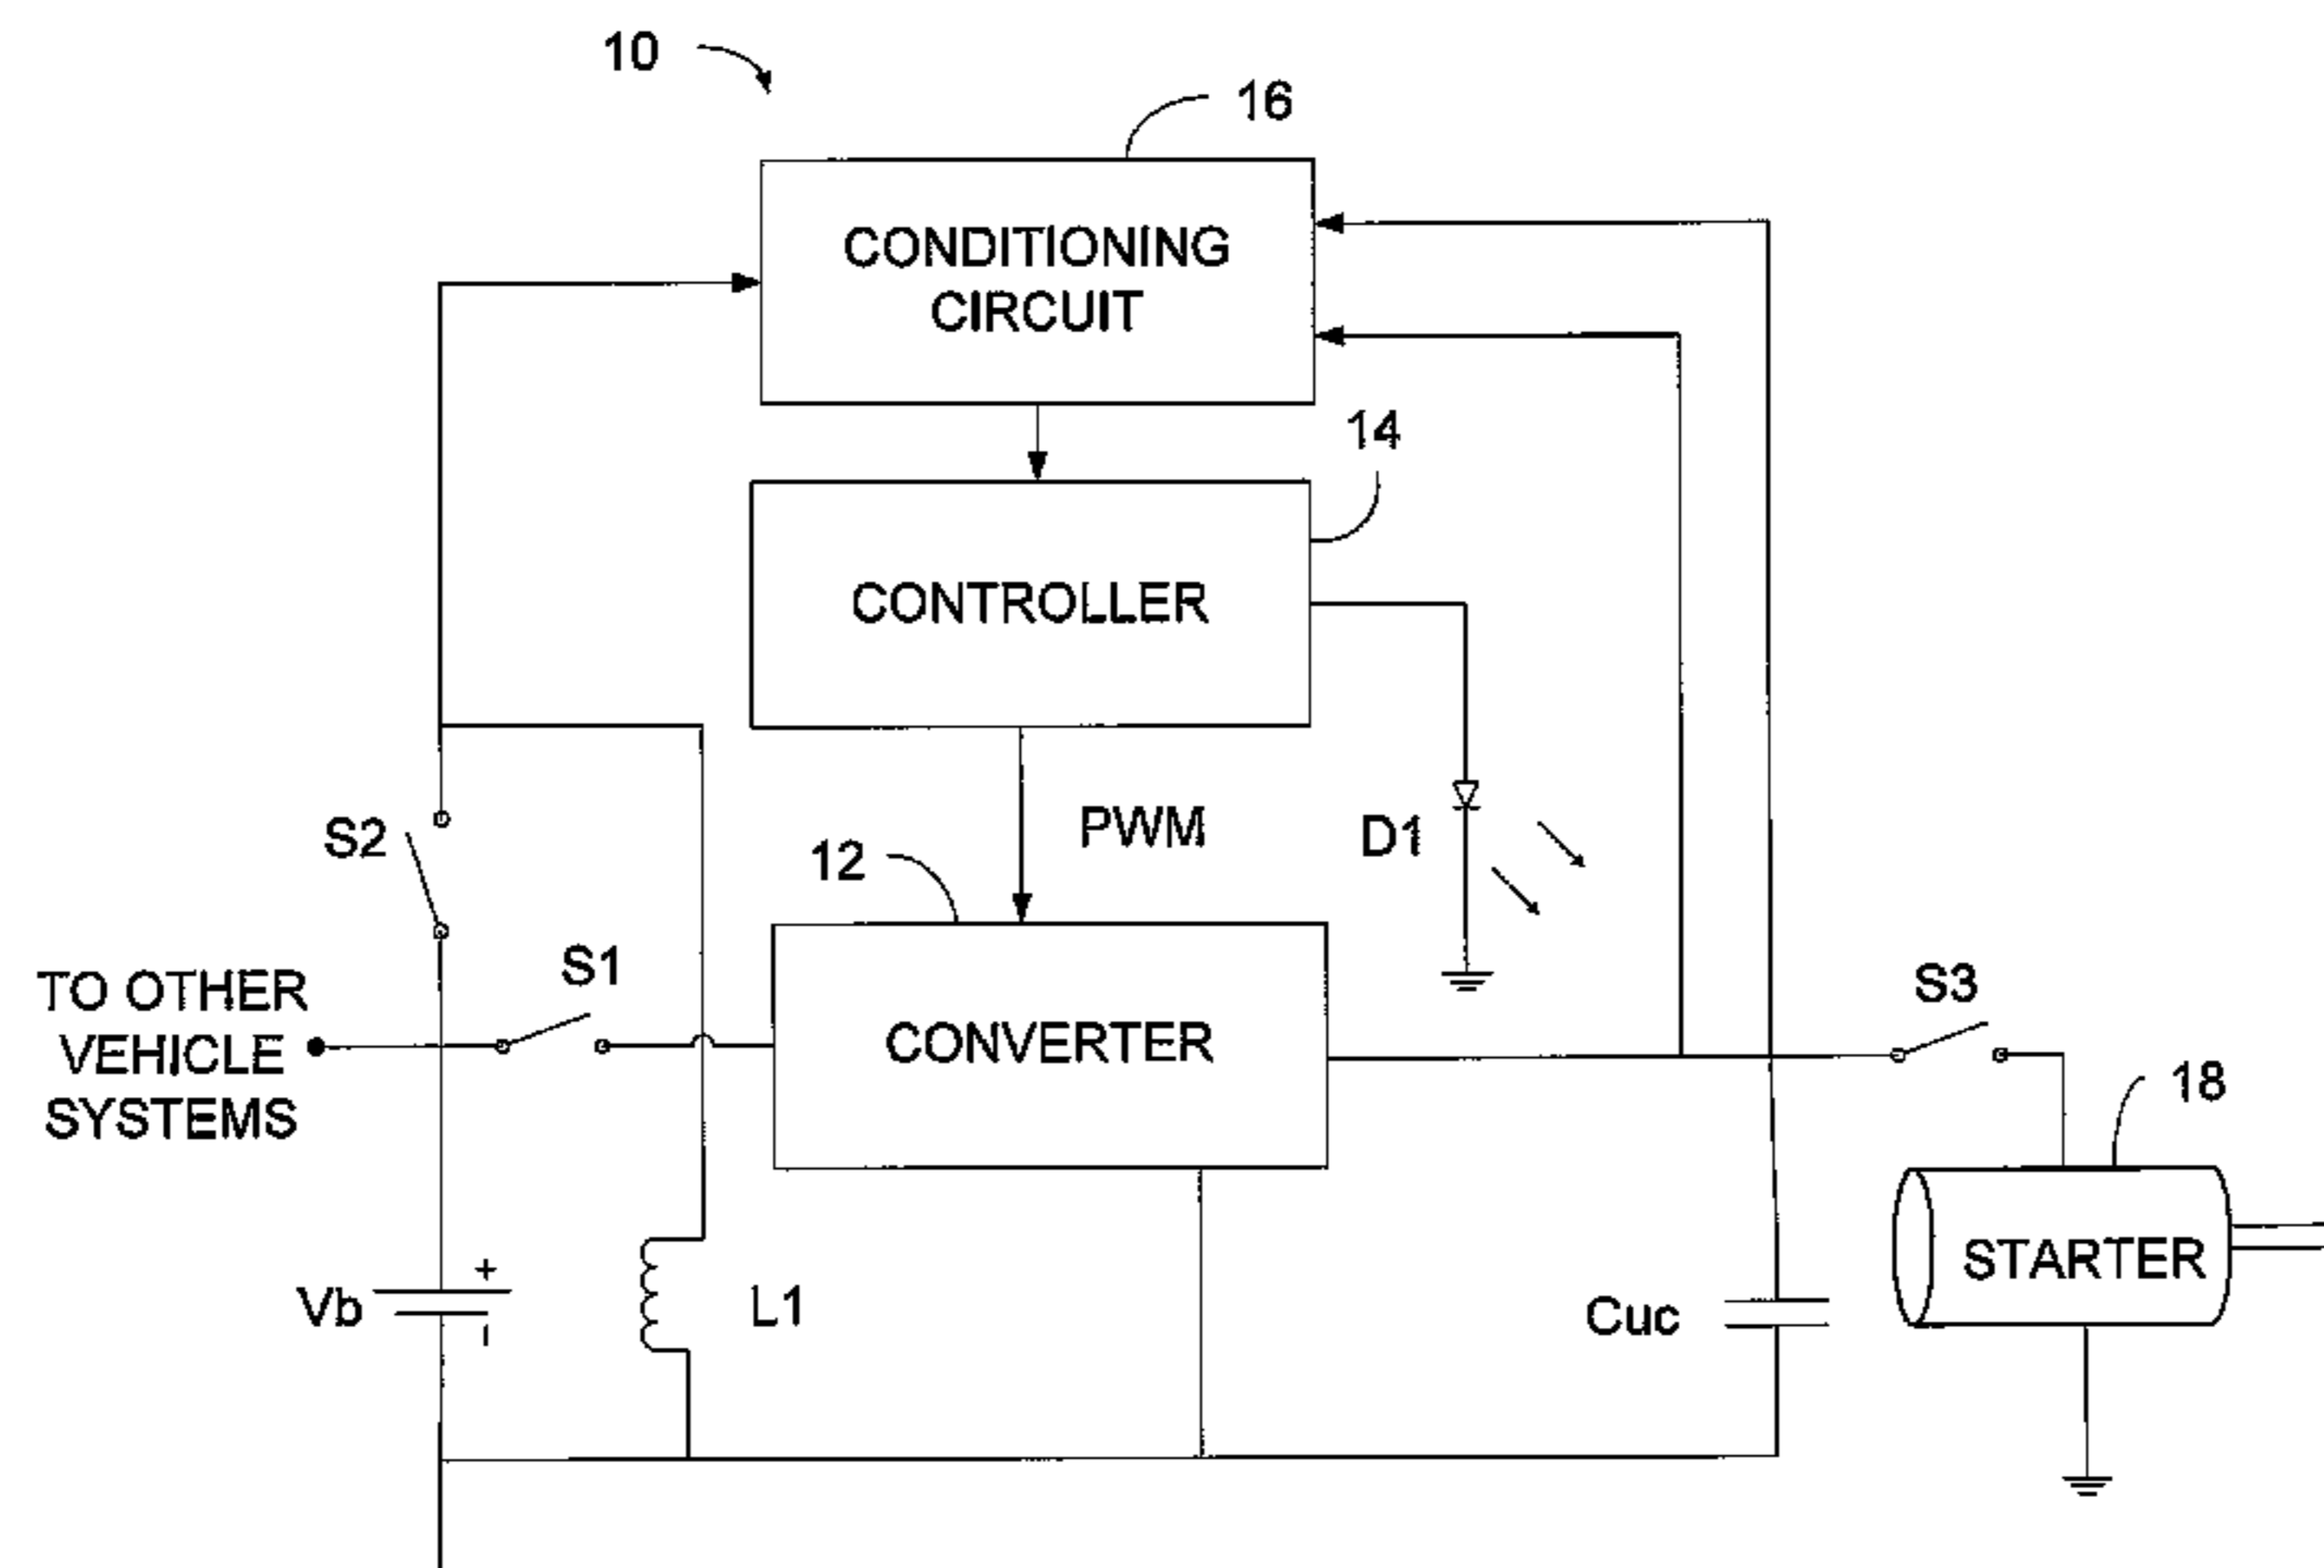 10
16
CONDITIONING
CIRCUIT
14
CONTROLLER
S2
PWM
D1
12
S1
S3
TO OTHER
VEHICLE
SYSTEMS
CONVERTER
18
+
Vb
-
L1
Cuc
STARTER